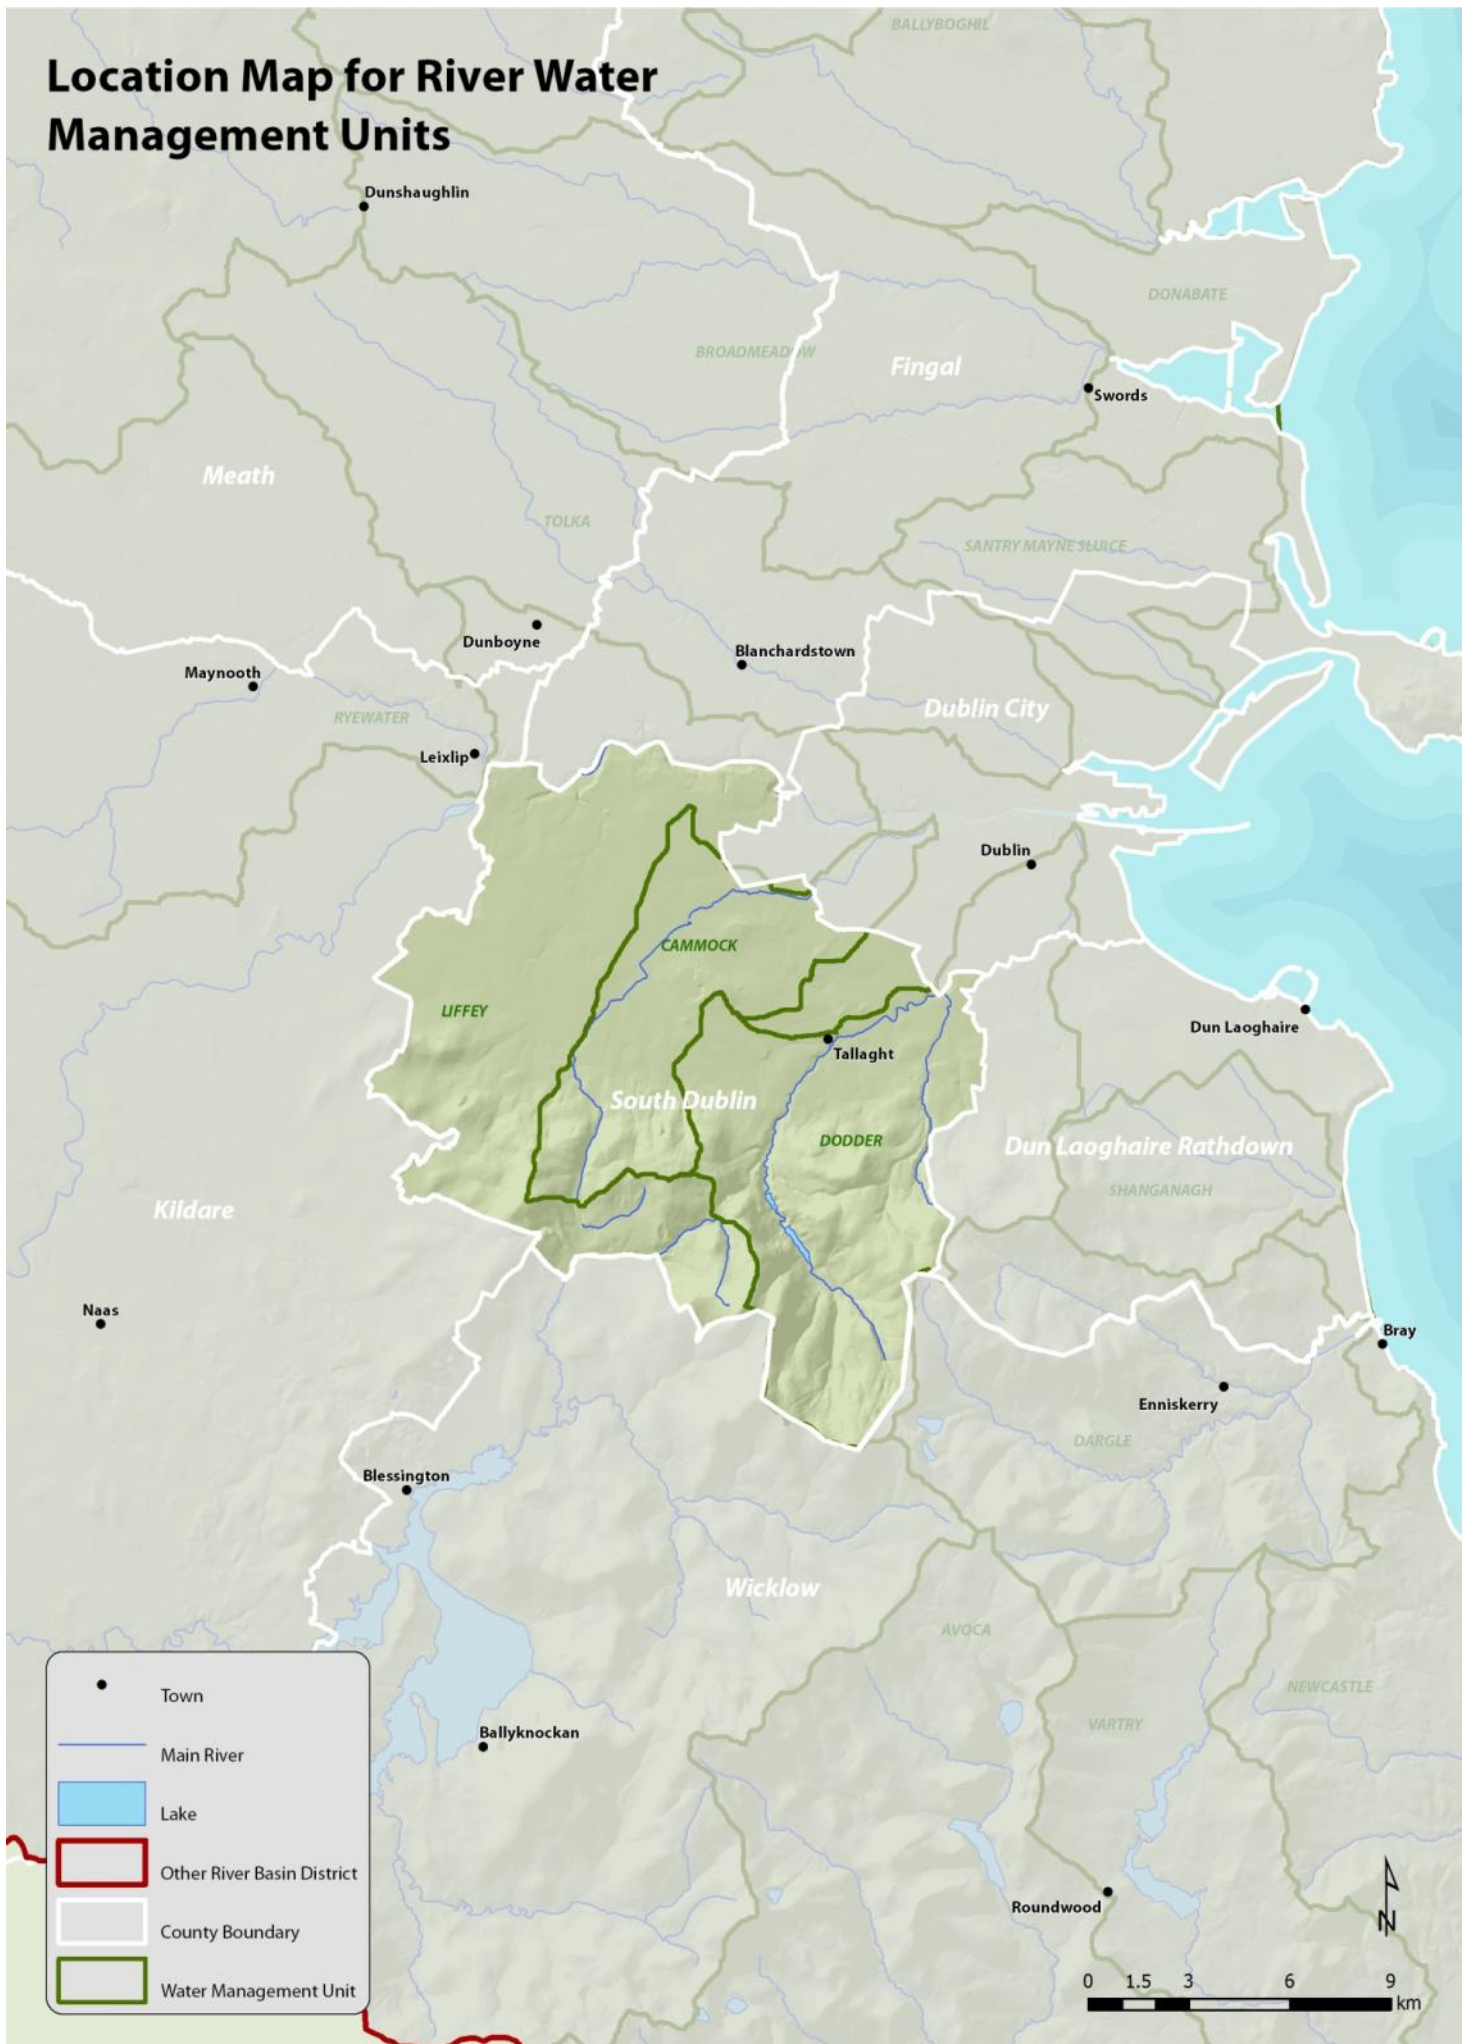 Location Map for River Water
Management Units
BALLYBOGHIL
Dunshaughlin
DONABATE
BROADMEADOW
Fingal
Swords
Meath
TOLKA
SANTRY MAYNE SLUICE
Dunboyne
Blanchardstown
Maynooth
RYEWATER
Dublin City
Leixlip
Dublin
CAMMOCK
LIFFEY
Dun Laoghaire
Tallaght
South Dublin
DODDER
Dun Laoghaire Rathdown
SHANGANAGH
Kildare
Naas
Bray
Enniskerry
DARGLE
Blessington
Wicklow
AVOCA
NEWCASTLE
VARTRY
Ballyknockan
Roundwood
Town
Main River
Lake
Other River Basin District
County Boundary
Water Management Unit
N
0 1.5 3 6 9
km